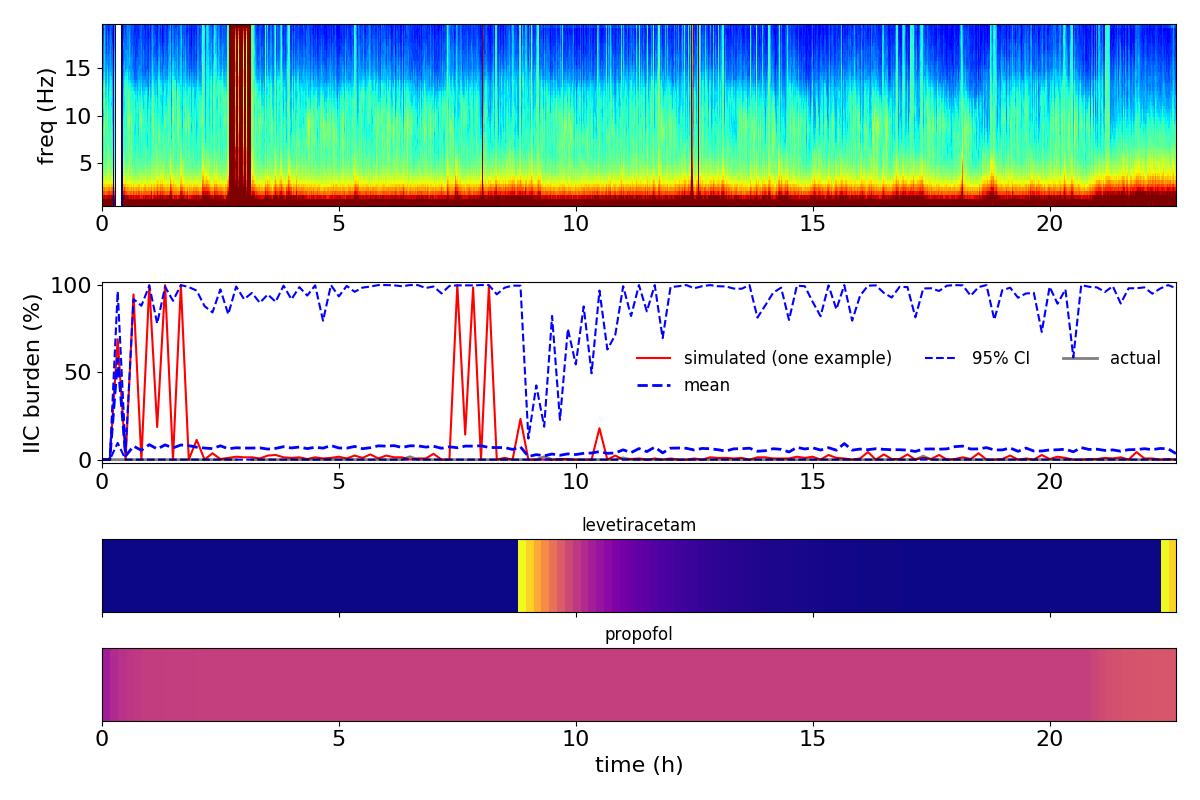 freq (Hz)
15
10
5
0 5 10 15 20
IIC burden (%)
100
50
0
simulated (one example) 95% CI actual
mean
0 5 10 15 20
levetiracetam
propofol
0 5 10 15 20
time (h)